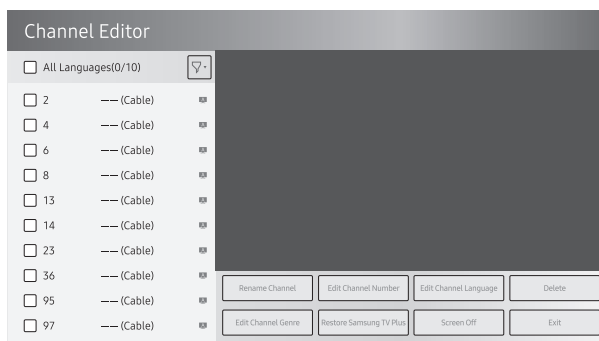 Channel Editor
All Languages(0/10)
2 —— (Cable)
4 —— (Cable)
6 —— (Cable)
8 —— (Cable)
13 —— (Cable)
14 —— (Cable)
23 —— (Cable)
36 —— (Cable)
95 —— (Cable)
97 —— (Cable)
Rename Channel Edit Channel Number Edit Channel Language Delete
Edit Channel Genre Restore Samsung TV Plus Screen Off Exit